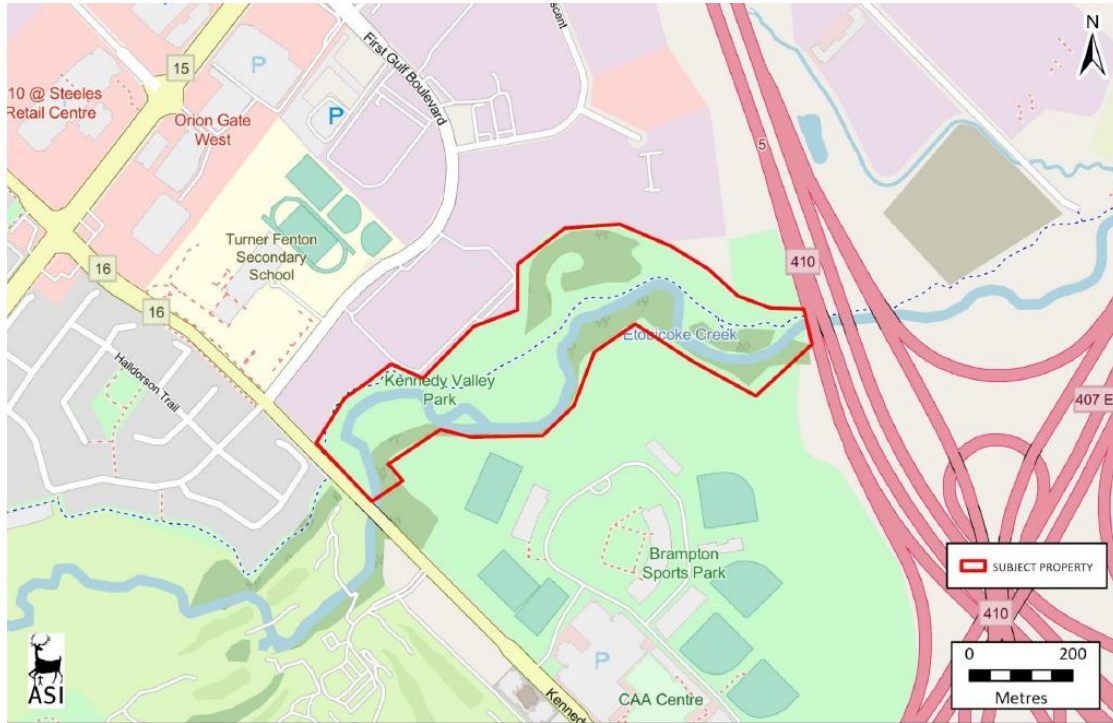 N
15
P
First Gulf Boulevard
scent
10 @ Steeles
Retail Centre
Orion Gate
West
P
5
Turner Fenton
Secondary
School
16
410
16
Etobicoke Creek
Haildorson Trail
Kennedy Valley
Park
407 E
Brampton
Sports Park
SUBJECT PROPERTY
410
P
0 200
Metres
ASI
CAA Centre
Kenned